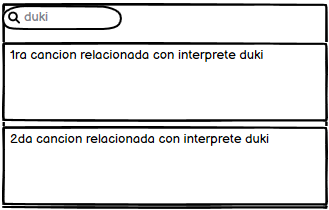 duki
1ra cancion relacionada con interprete duki
2da cancion relacionada con interprete duki